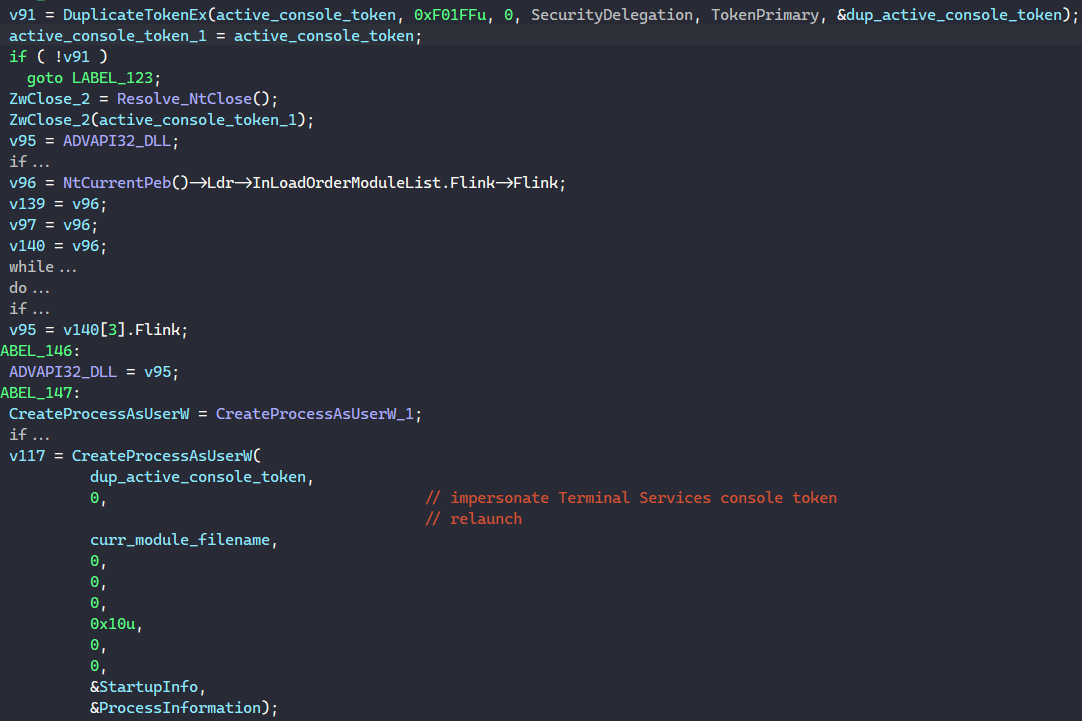 v91 = DuplicateTokenEx(active_console_token, 0xF01FFu, 0, SecurityDelegation, TokenPrimary, &dup_active_console_token);
active_console_token_1 = active_console_token;
if ( !v91 )
goto LABEL_123;
ZwClose_2 = Resolve_NtClose();
ZwClose_2(active_console_token_1);
v95 = ADVAPI32_DLL;
if ...
v96 = NtCurrentPeb()->Ldr->InLoadOrderModuleList.Flink->Flink;
v139 = v96;
v97 = v96;
v140 = v96;
while ...
do ...
if ...
v95 = v140[3].Flink;
ABEL_146:
ADVAPI32_DLL = v95;
ABEL_147:
CreateProcessAsUserW = CreateProcessAsUserW_1;
if ...
v117 = CreateProcessAsUserW(
dup_active_console_token,
0, // impersonate Terminal Services console token
// relaunch
curr_module_filename,
0,
0,
0,
0x10u,
0,
0,
&StartupInfo,
&ProcessInformation);